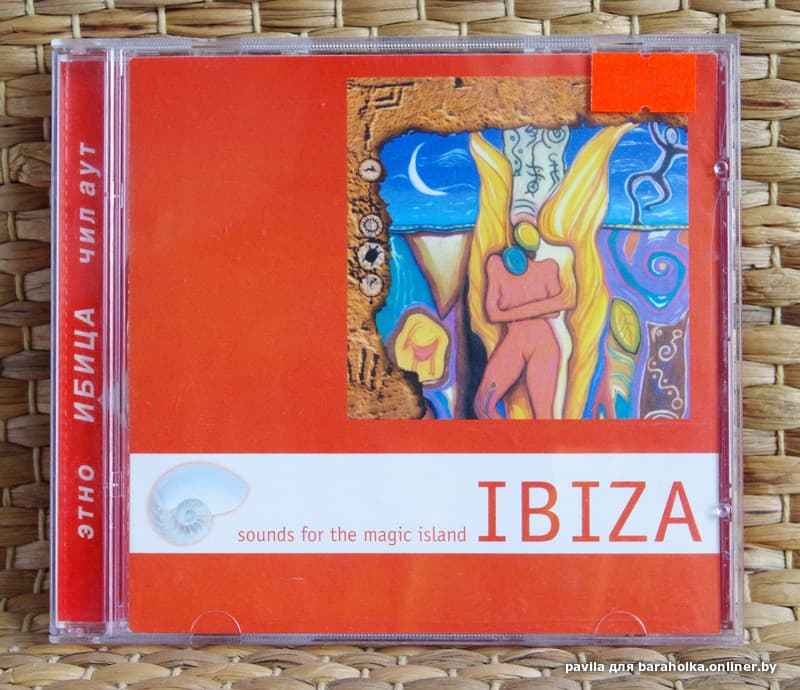 ЭТНО ИБИЦА ЧИЛ АУТ
sounds for the magic island IBIZA
pavila для baraholka.onliner.by